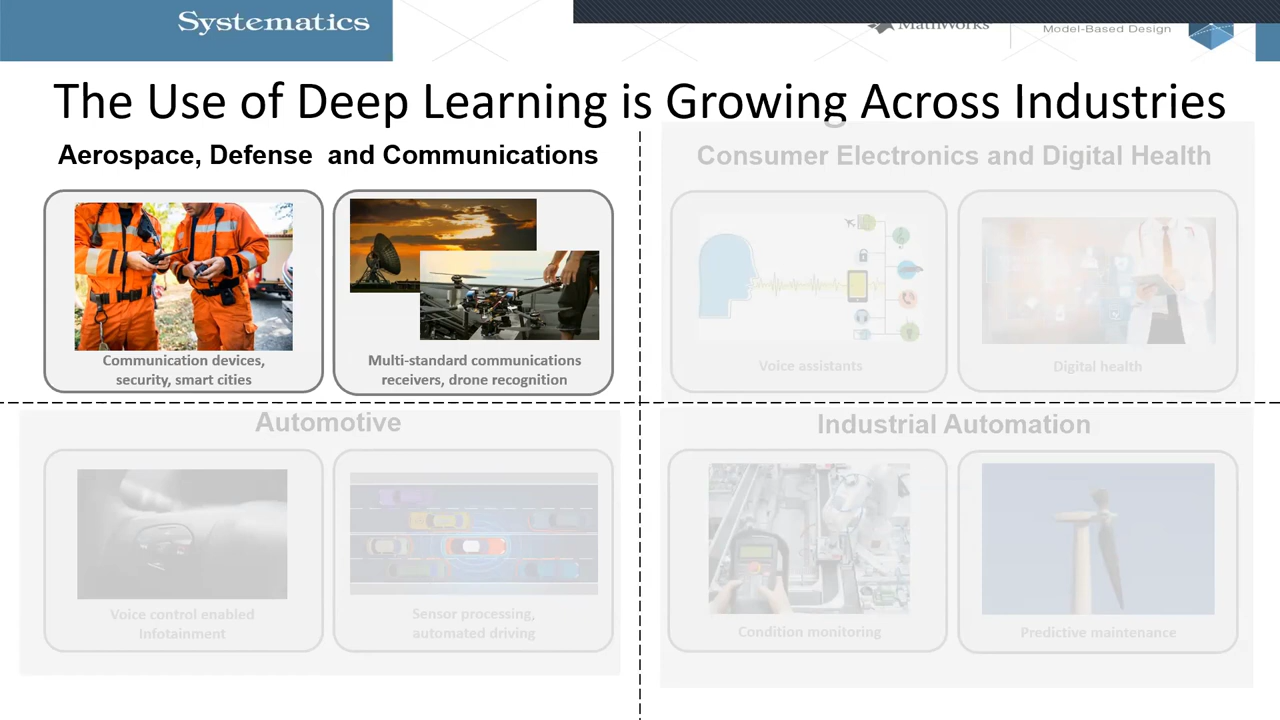 Systematics
MathWorks
Model-Based Design
The Use of Deep Learning is Growing Across Industries
Aerospace, Defense and Communications
Communication devices,
security, smart cities
Multi-standard communications
receivers, drone recognition
Consumer Electronics and Digital Health
Voice assistants
Digital health
Automotive
Voice control enabled
Infotainment
Sensor processing,
automated driving
Industrial Automation
Condition monitoring
Predictive maintenance